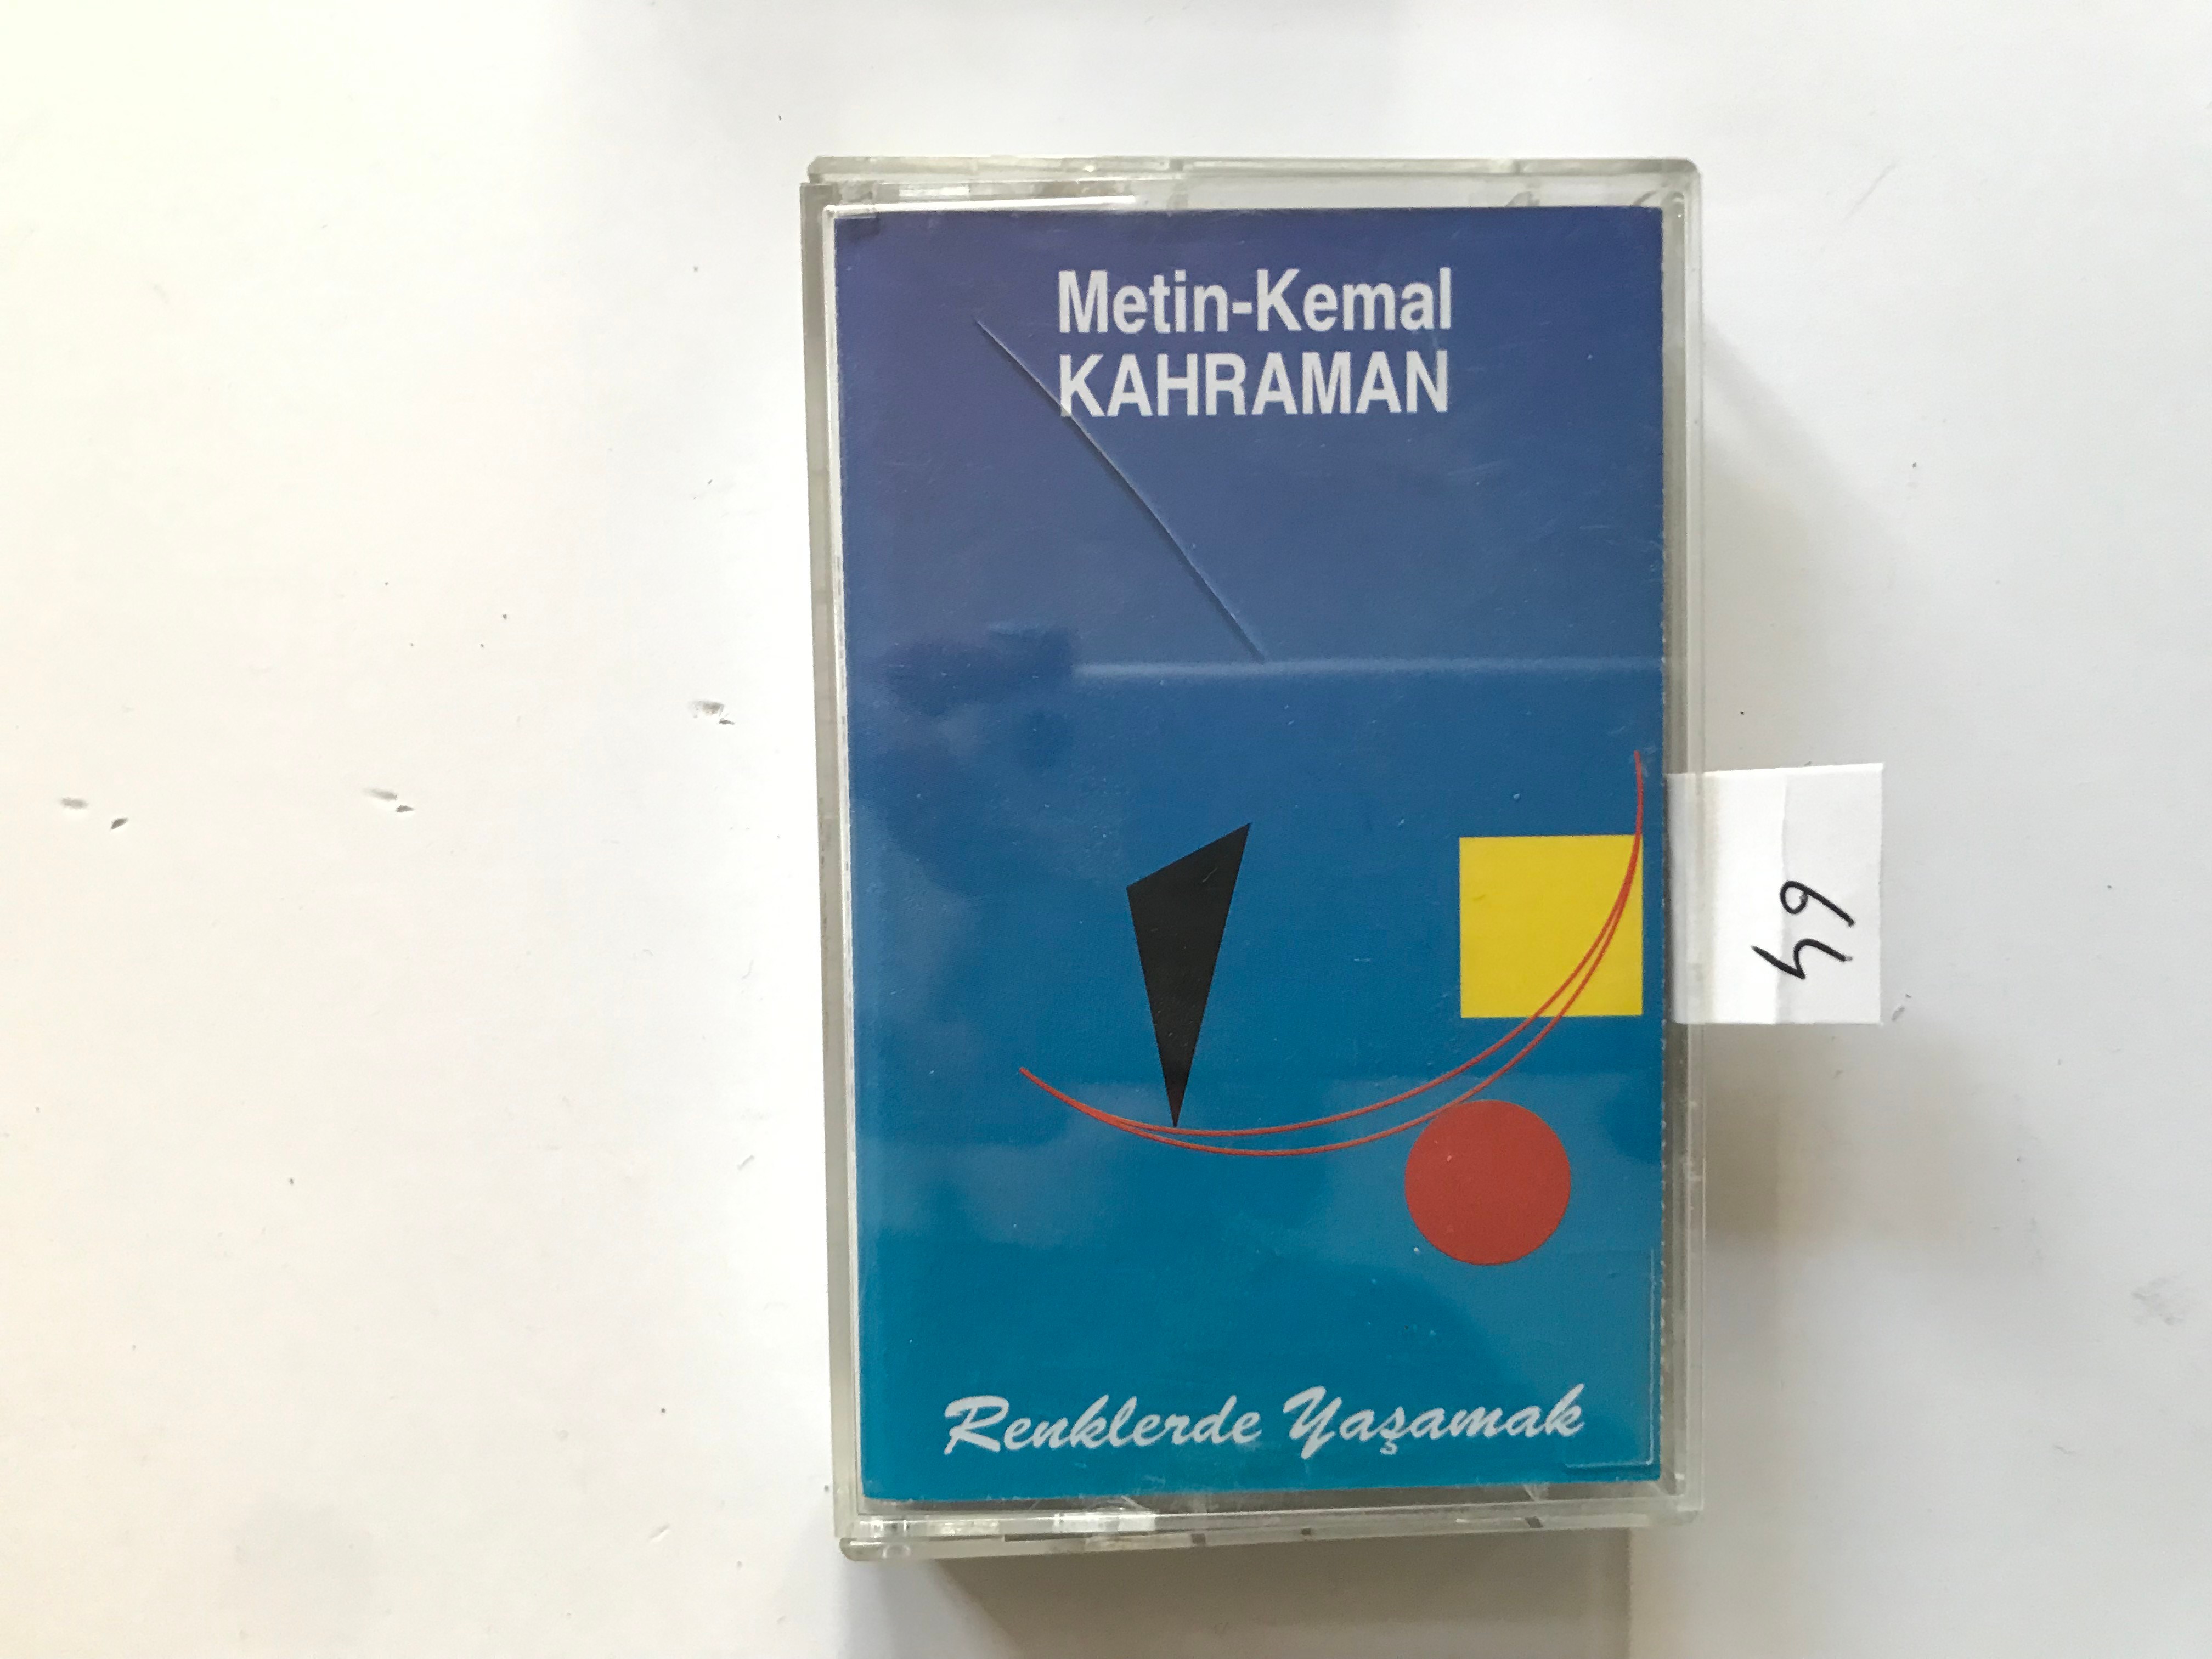 Metin-Kemal
KAHRAMAN
64
Renklerde Yaşamak